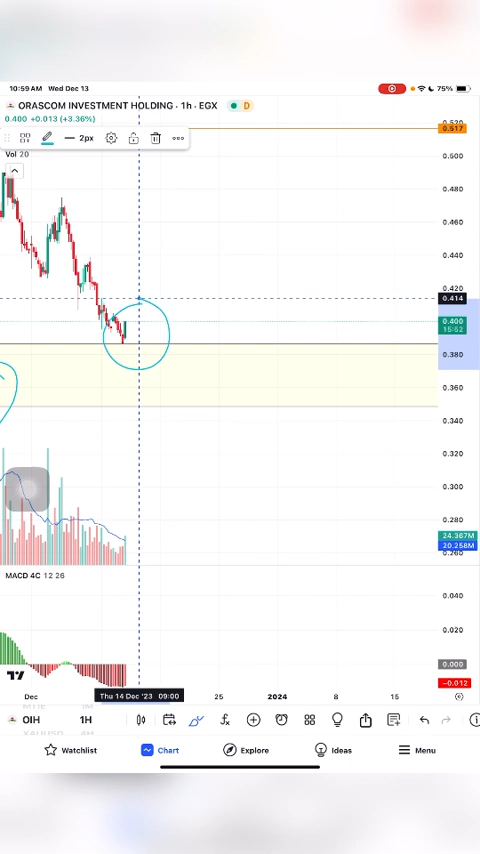 10:59 AM Wed Dec 13
75%
ORASCOM INVESTMENT HOLDING · 1h · EGX
D
0.400 +0.013 (+3.36%)
2px
Vol 20
0.520
0.517
0.500
0.480
0.460
0.440
0.420
0.414
0.400
15:52
0.380
0.360
0.340
0.320
0.300
0.280
24.367M
20.258M
0.260
MACD 4C 12 26
0.040
0.020
0.000
-0.012
Dec
Thu 14 Dec '23 09:00
25
2024
8
15
OIH
1H
XAUUSD
4H
Watchlist
Chart
Explore
Ideas
Menu